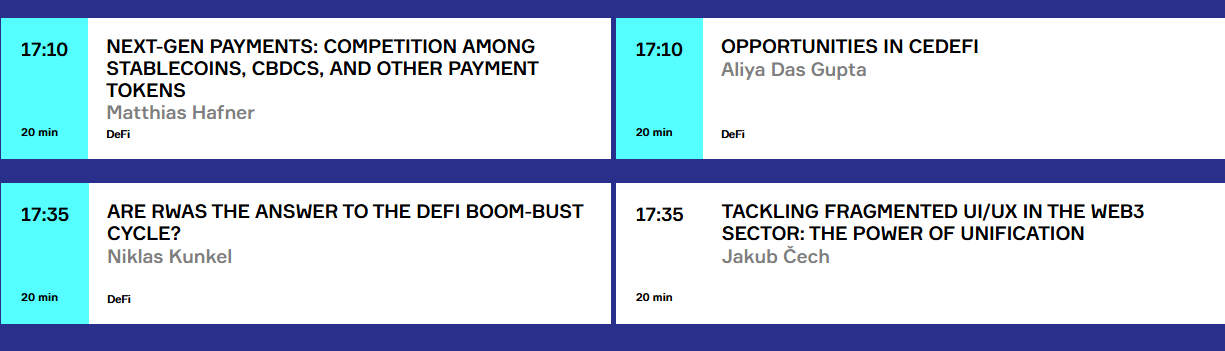 17:10
NEXT-GEN PAYMENTS: COMPETITION AMONG
STABLECOINS, CBDCS, AND OTHER PAYMENT
TOKENS
Matthias Hafner
20 min
DeFi
17:10
OPPORTUNITIES IN CEDEFI
Aliya Das Gupta
20 min
DeFi
17:35
ARE RWAS THE ANSWER TO THE DEFI BOOM-BUST
CYCLE?
Niklas Kunkel
20 min
DeFi
17:35
TACKLING FRAGMENTED UI/UX IN THE WEB3
SECTOR: THE POWER OF UNIFICATION
Jakub Čech
20 min